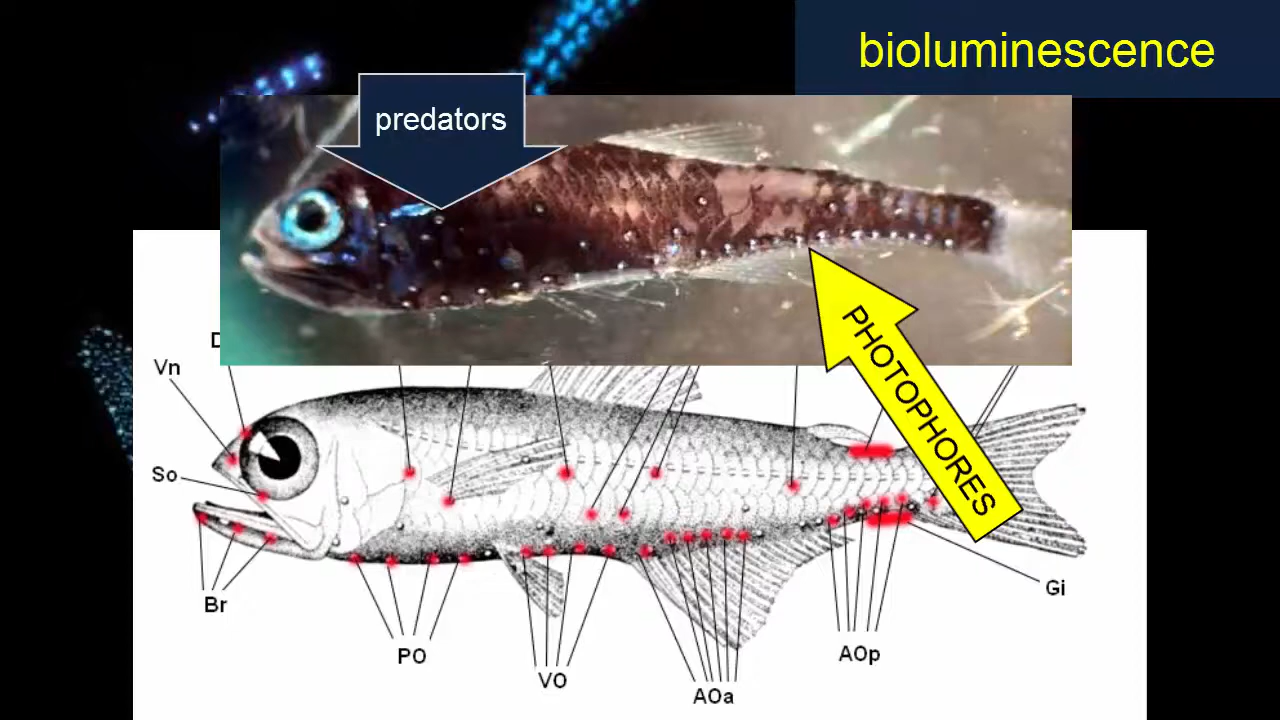 bioluminescence
predators
PHOTOPHORES
Vn
So
Br
PO
VO
AOa
AOp
Gi